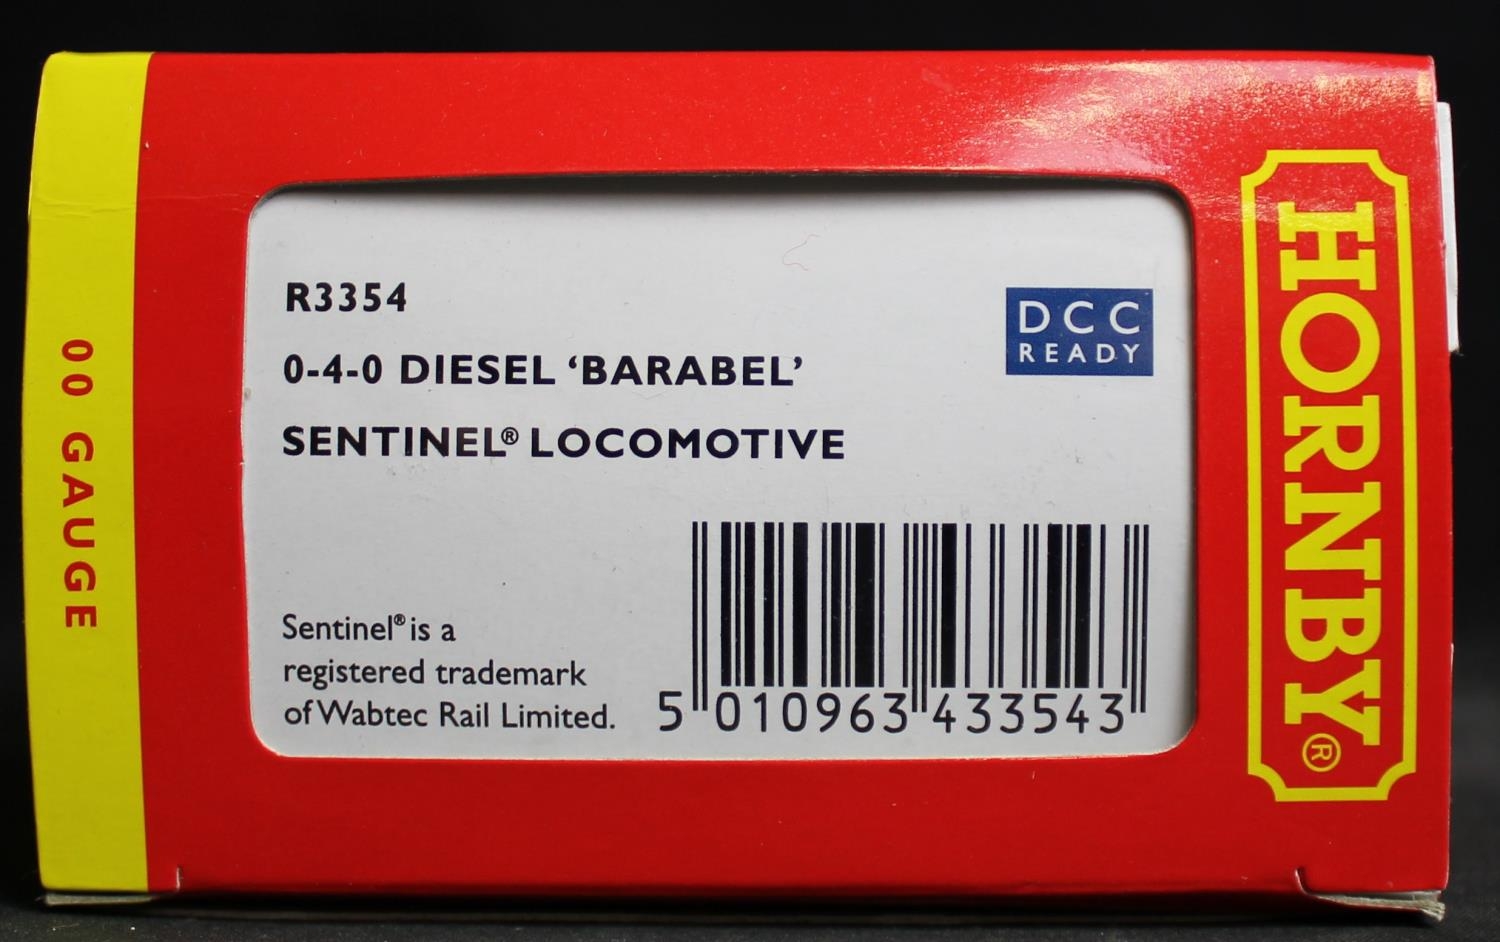 00 GAUGE
R3354
0-4-0 DIESEL ‘BARABEL’
SENTINEL® LOCOMOTIVE
DCC
READY
Sentinel® is a
registered trademark
of Wabtec Rail Limited.
5 010963 433543
HORNBY®